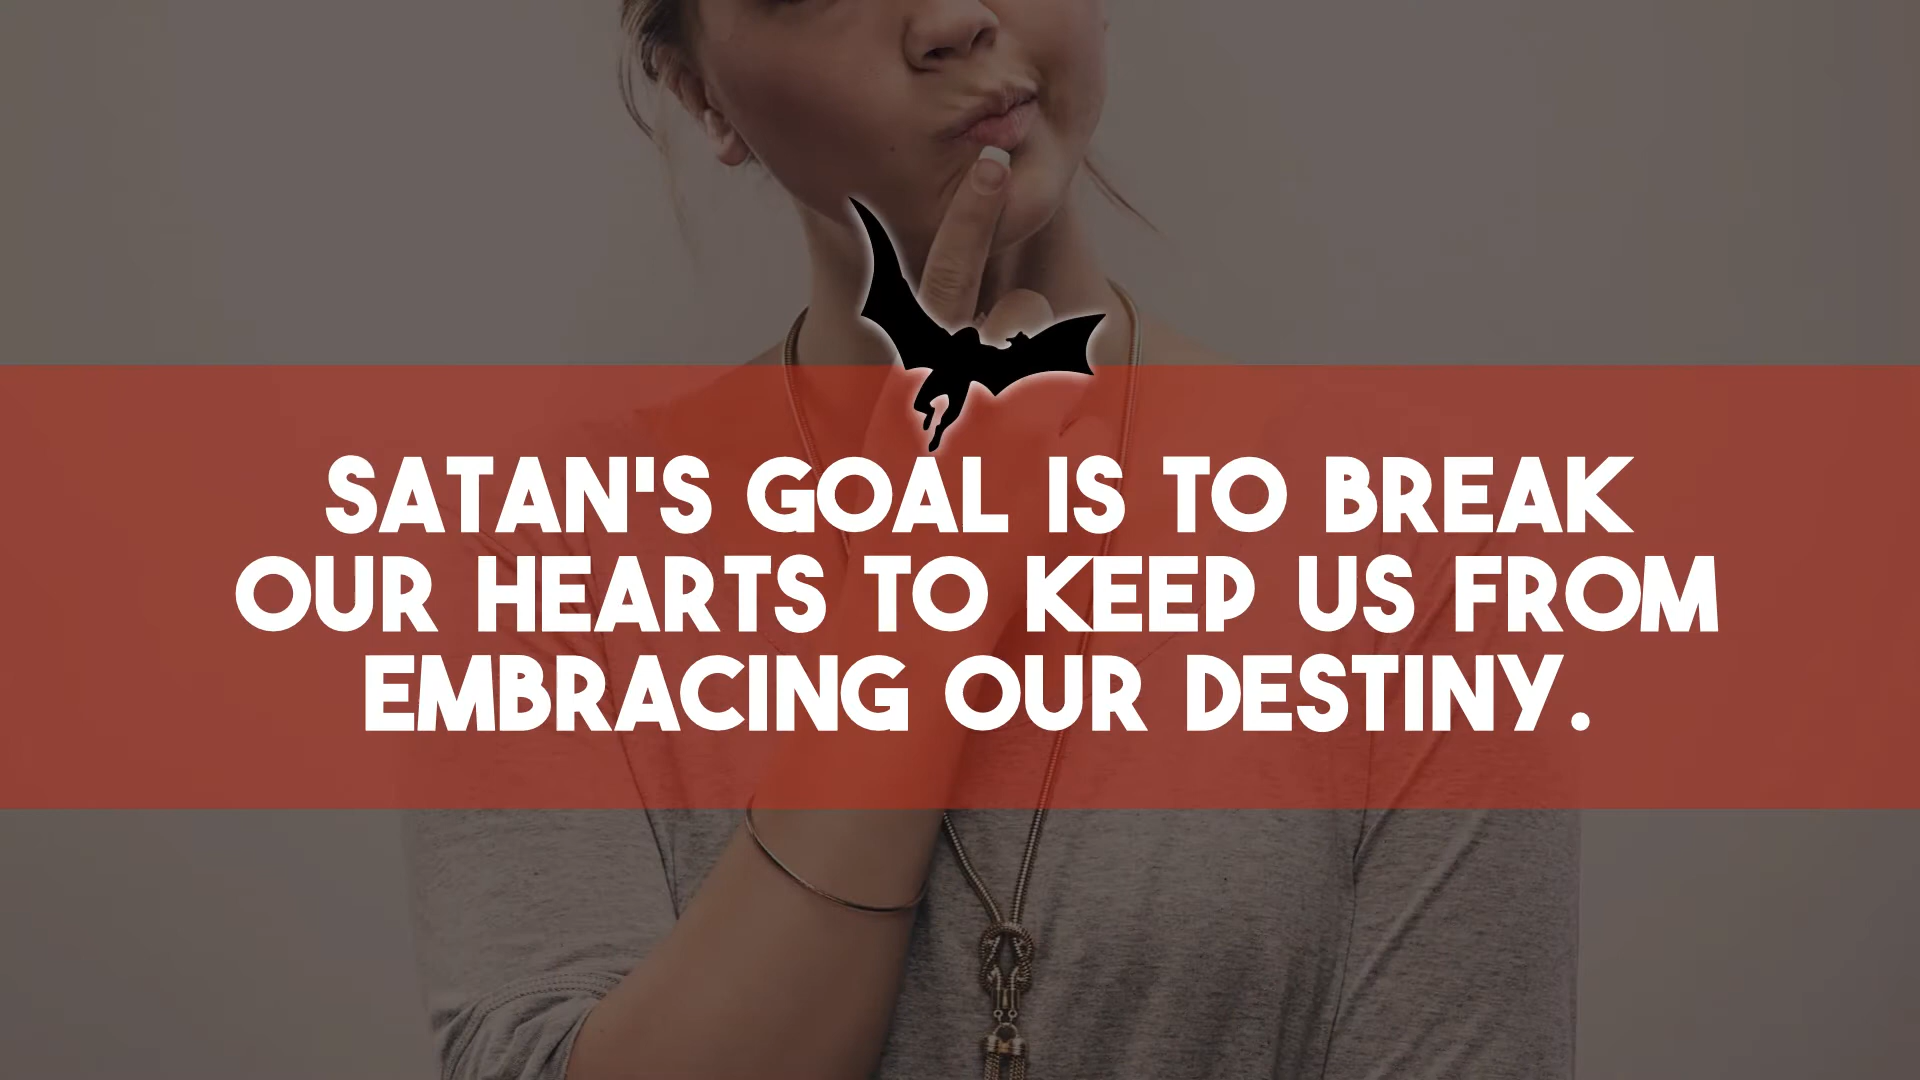 SATAN'S GOAL IS TO BREAK
OUR HEARTS TO KEEP US FROM
EMBRACING OUR DESTINY.